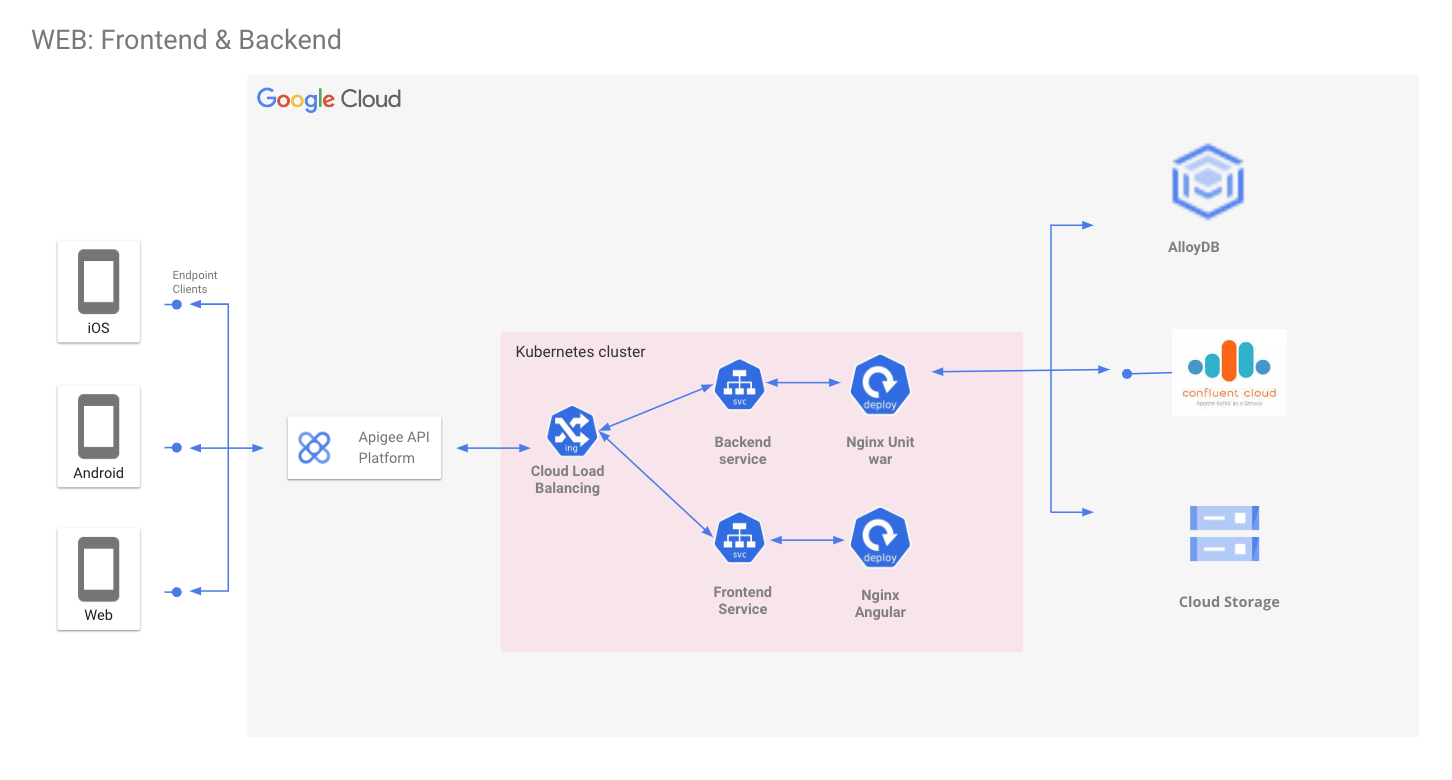 WEB: Frontend & Backend
Google Cloud
AlloyDB
Endpoint
Clients
iOS
Kubernetes cluster
confluent cloud
Apache Kafka as a Service
svc
deploy
Apigee API
Platform
ing
Backend
service
Nginx Unit
war
Android
Cloud Load
Balancing
svc
deploy
Frontend
Service
Nginx
Angular
Cloud Storage
Web